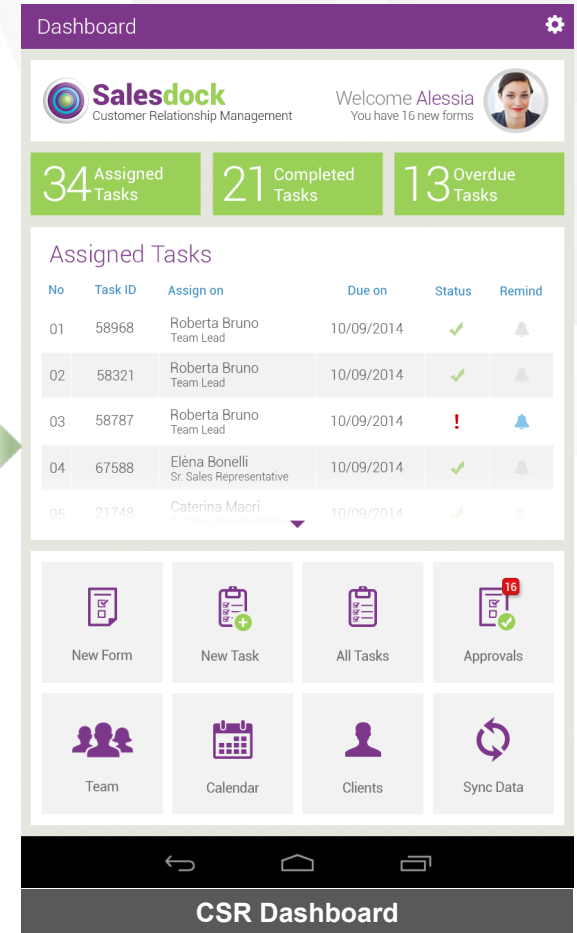 Dashboard
Salesdock
Customer Relationship Management
Welcome Alessia
You have 16 new forms
34 Assigned Tasks
21 Completed Tasks
13 Overdue Tasks
Assigned Tasks
No Task ID Assign on Due on Status Remind
01 58968 Roberta Bruno 10/09/2014
Team Lead
02 58321 Roberta Bruno 10/09/2014
Team Lead
03 58787 Roberta Bruno 10/09/2014 !
Team Lead
04 67588 Elèna Bonelli 10/09/2014
Sr. Sales Representative
05 21748 Caterina Macri 10/09/2014
16
New Form New Task All Tasks Approvals
Team Calendar Clients Sync Data
CSR Dashboard